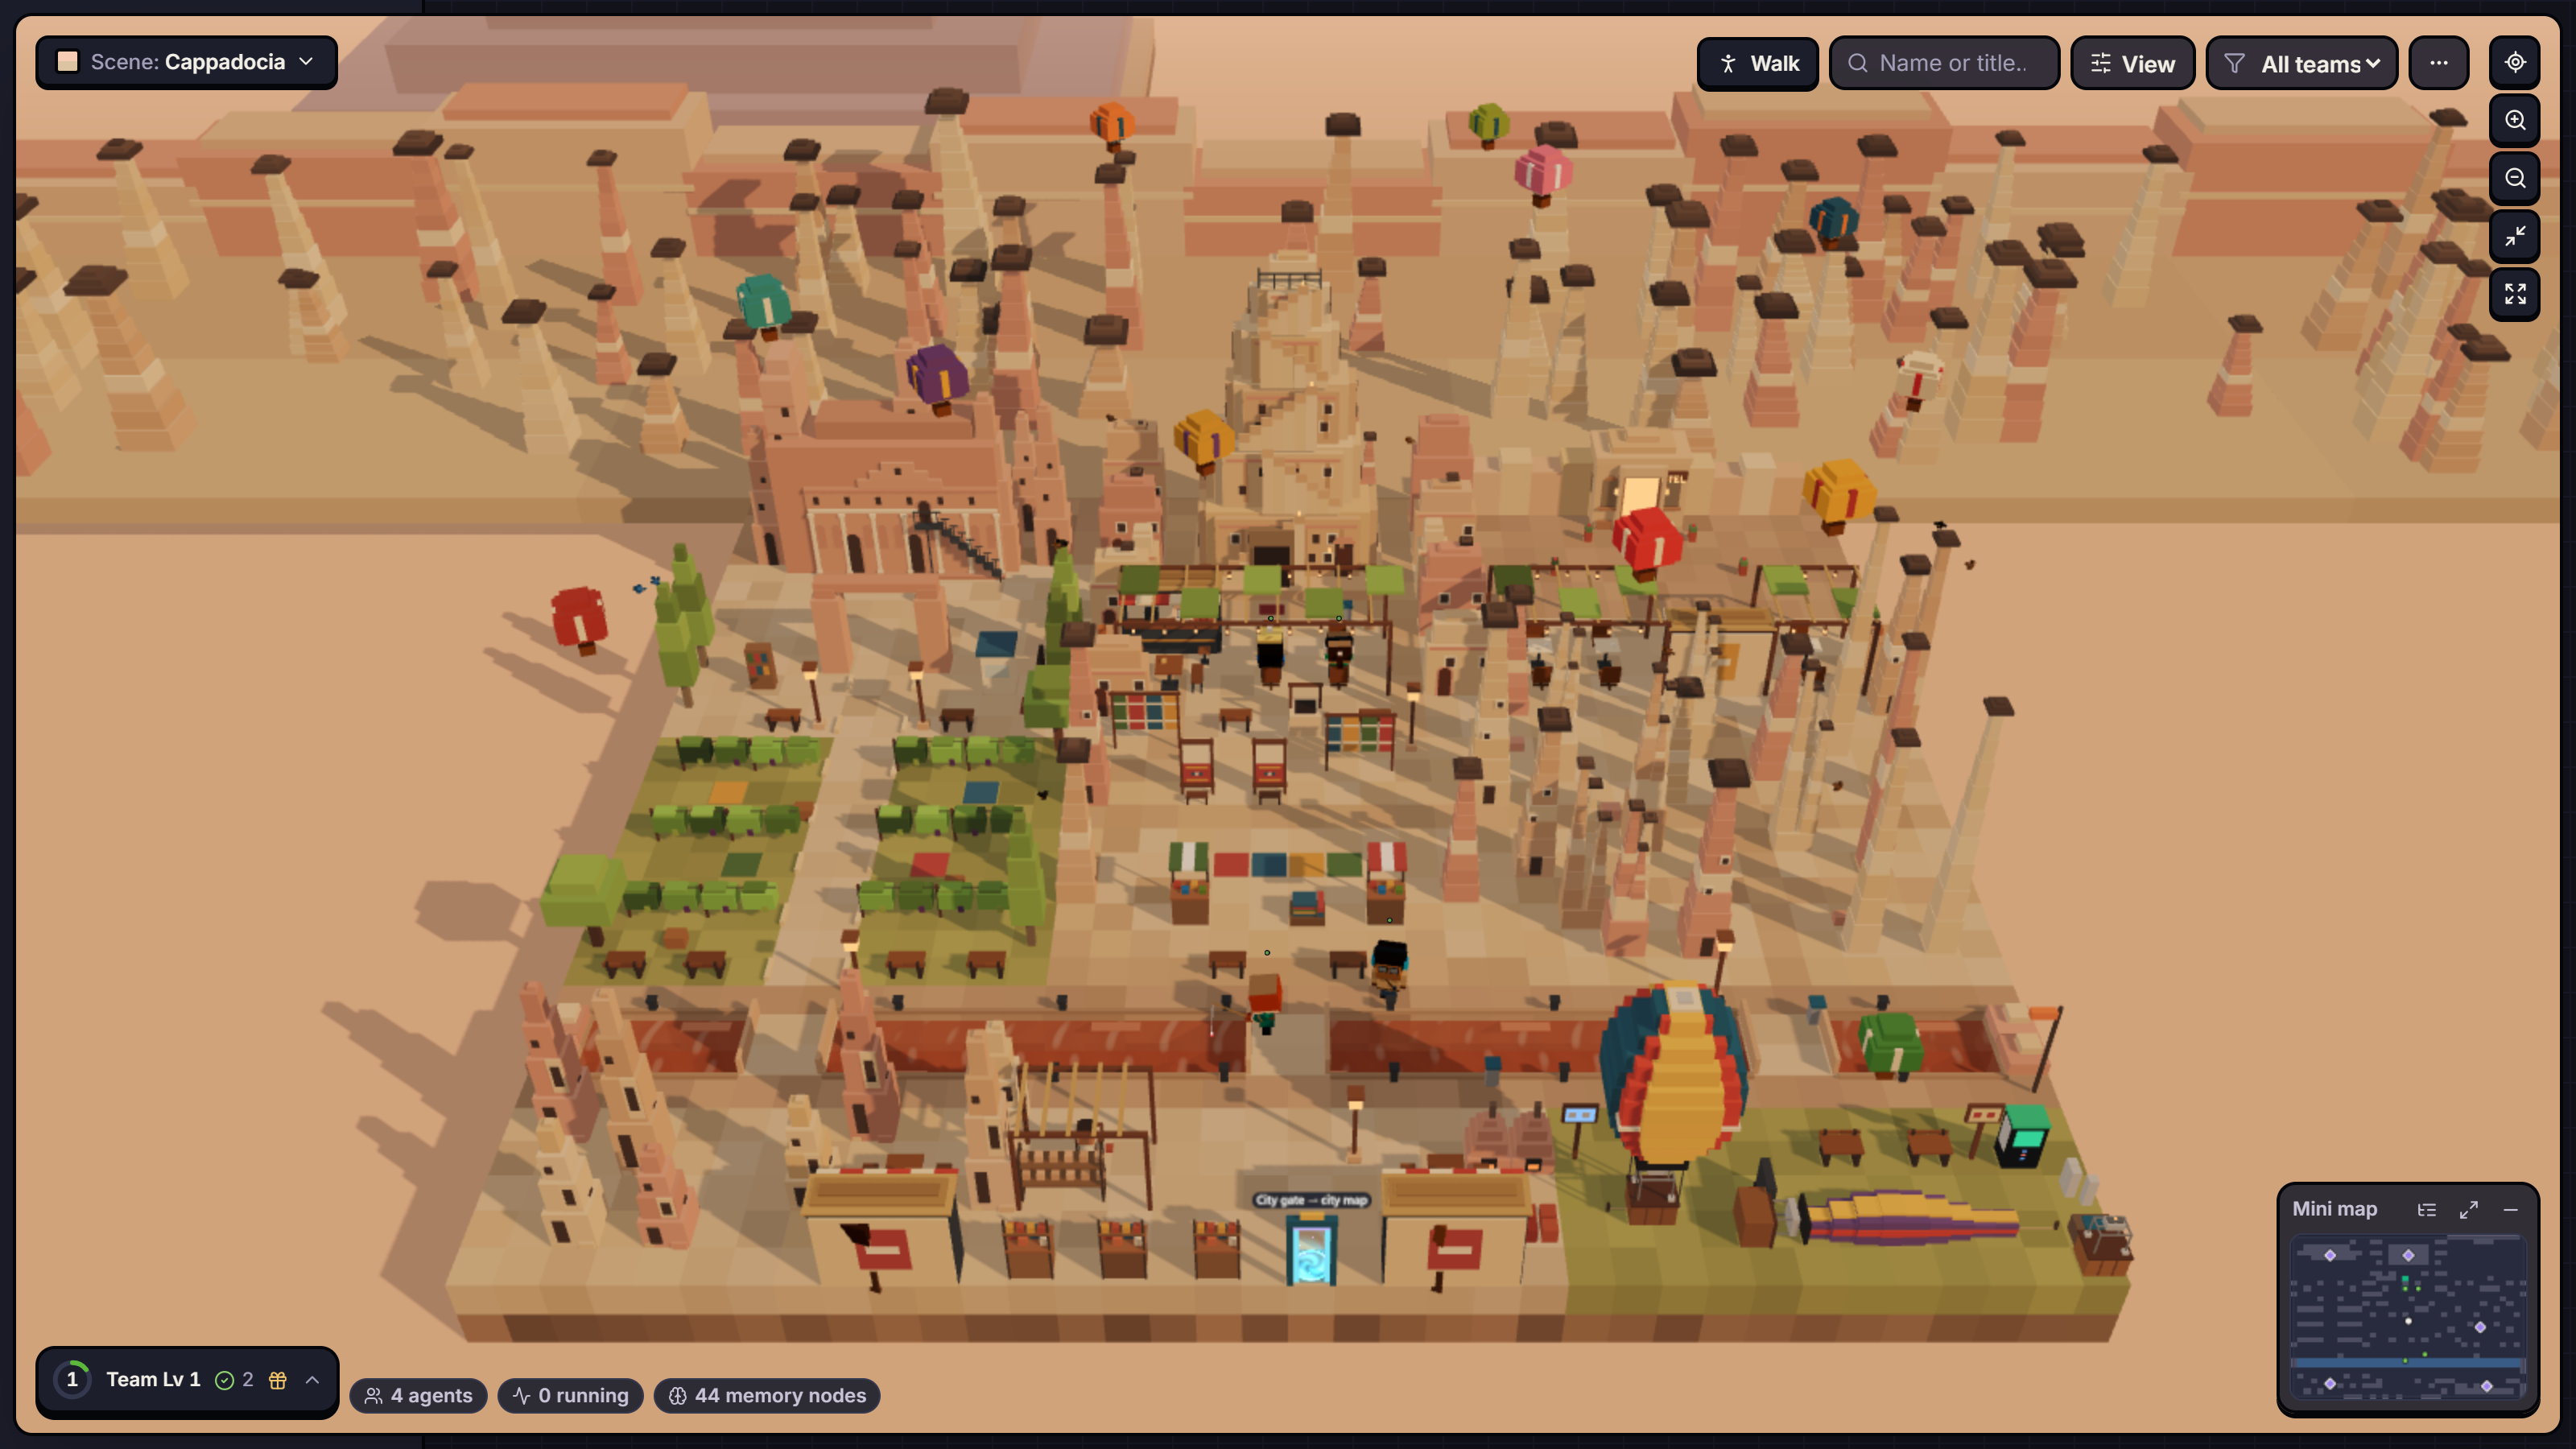 Scene: Cappadocia
Walk
Name or title..
View
All teams
TEL
City gate → city map
Mini map
1 Team Lv 1 2
4 agents
0 running
44 memory nodes